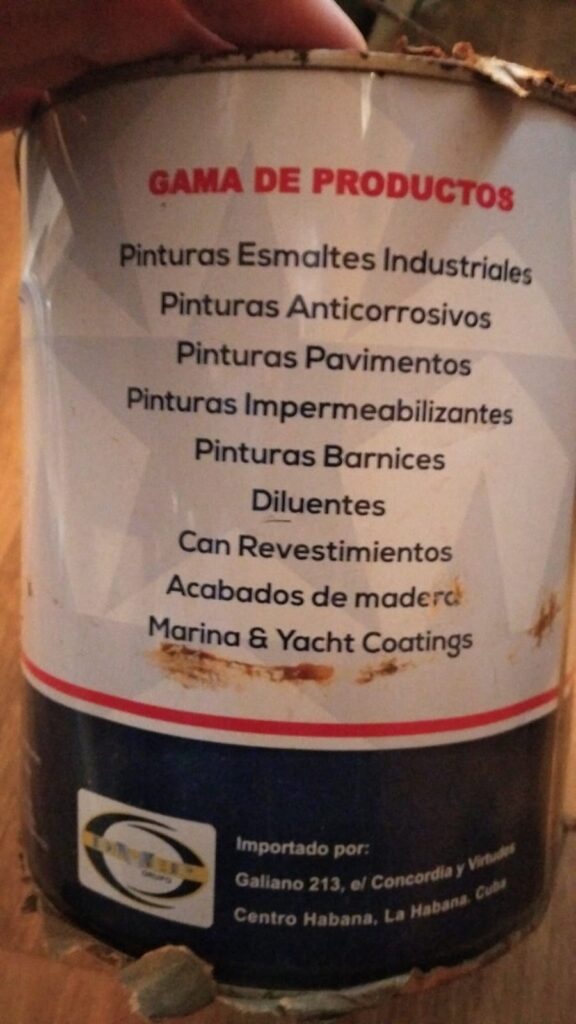 GAMA DE PRODUCTOS
Pinturas Esmaltes Industriales
Pinturas Anticorrosivos
Pinturas Pavimentos
Pinturas Impermeabilizantes
Pinturas Barnices
Diluentes
Can Revestimientos
Acabados de madera
Marina & Yacht Coatings
GRUPO
Importado por:
Galiano 213, e/ Concordia y Virtudes
Centro Habana, La Habana. Cuba